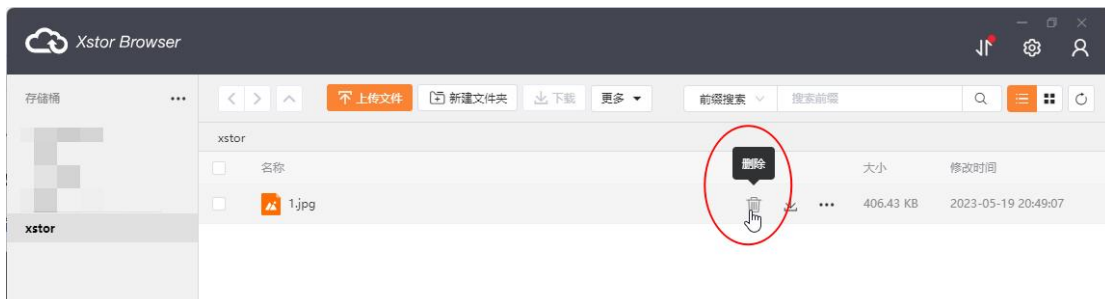 Xstor Browser
存储桶
上传文件 新建文件夹 下载 更多 前缀搜索 搜索前缀
xstor
名称 删除 大小 修改时间
1.jpg 406.43 KB 2023-05-19 20:49:07
xstor